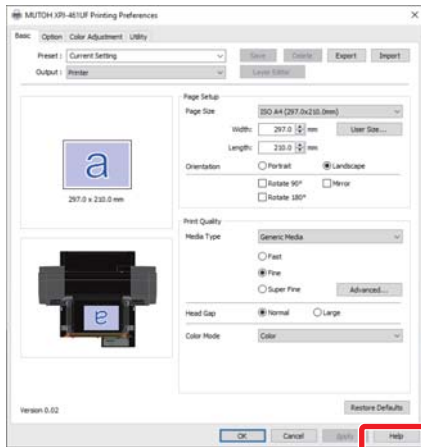 MUTOH XPJ-461UF Printing Preferences
Basic Option Color Adjustment Utility
Preset : Current Setting Save Delete Export Import
Output : Printer Layer Editor
Page Setup
Page Size ISO A4 (297.0x210.0mm)
Width: 297.0 mm User Size...
Length: 210.0 mm
Orientation Portrait Landscape
Rotate 90° Mirror
Rotate 180°
a
297.0 x 210.0 mm
Print Quality
Media Type Generic Media
Fast
Fine
Super Fine Advanced...
Head Gap Normal Large
Color Mode Color
a
Version 0.02 Restore Defaults
OK Cancel Apply Help